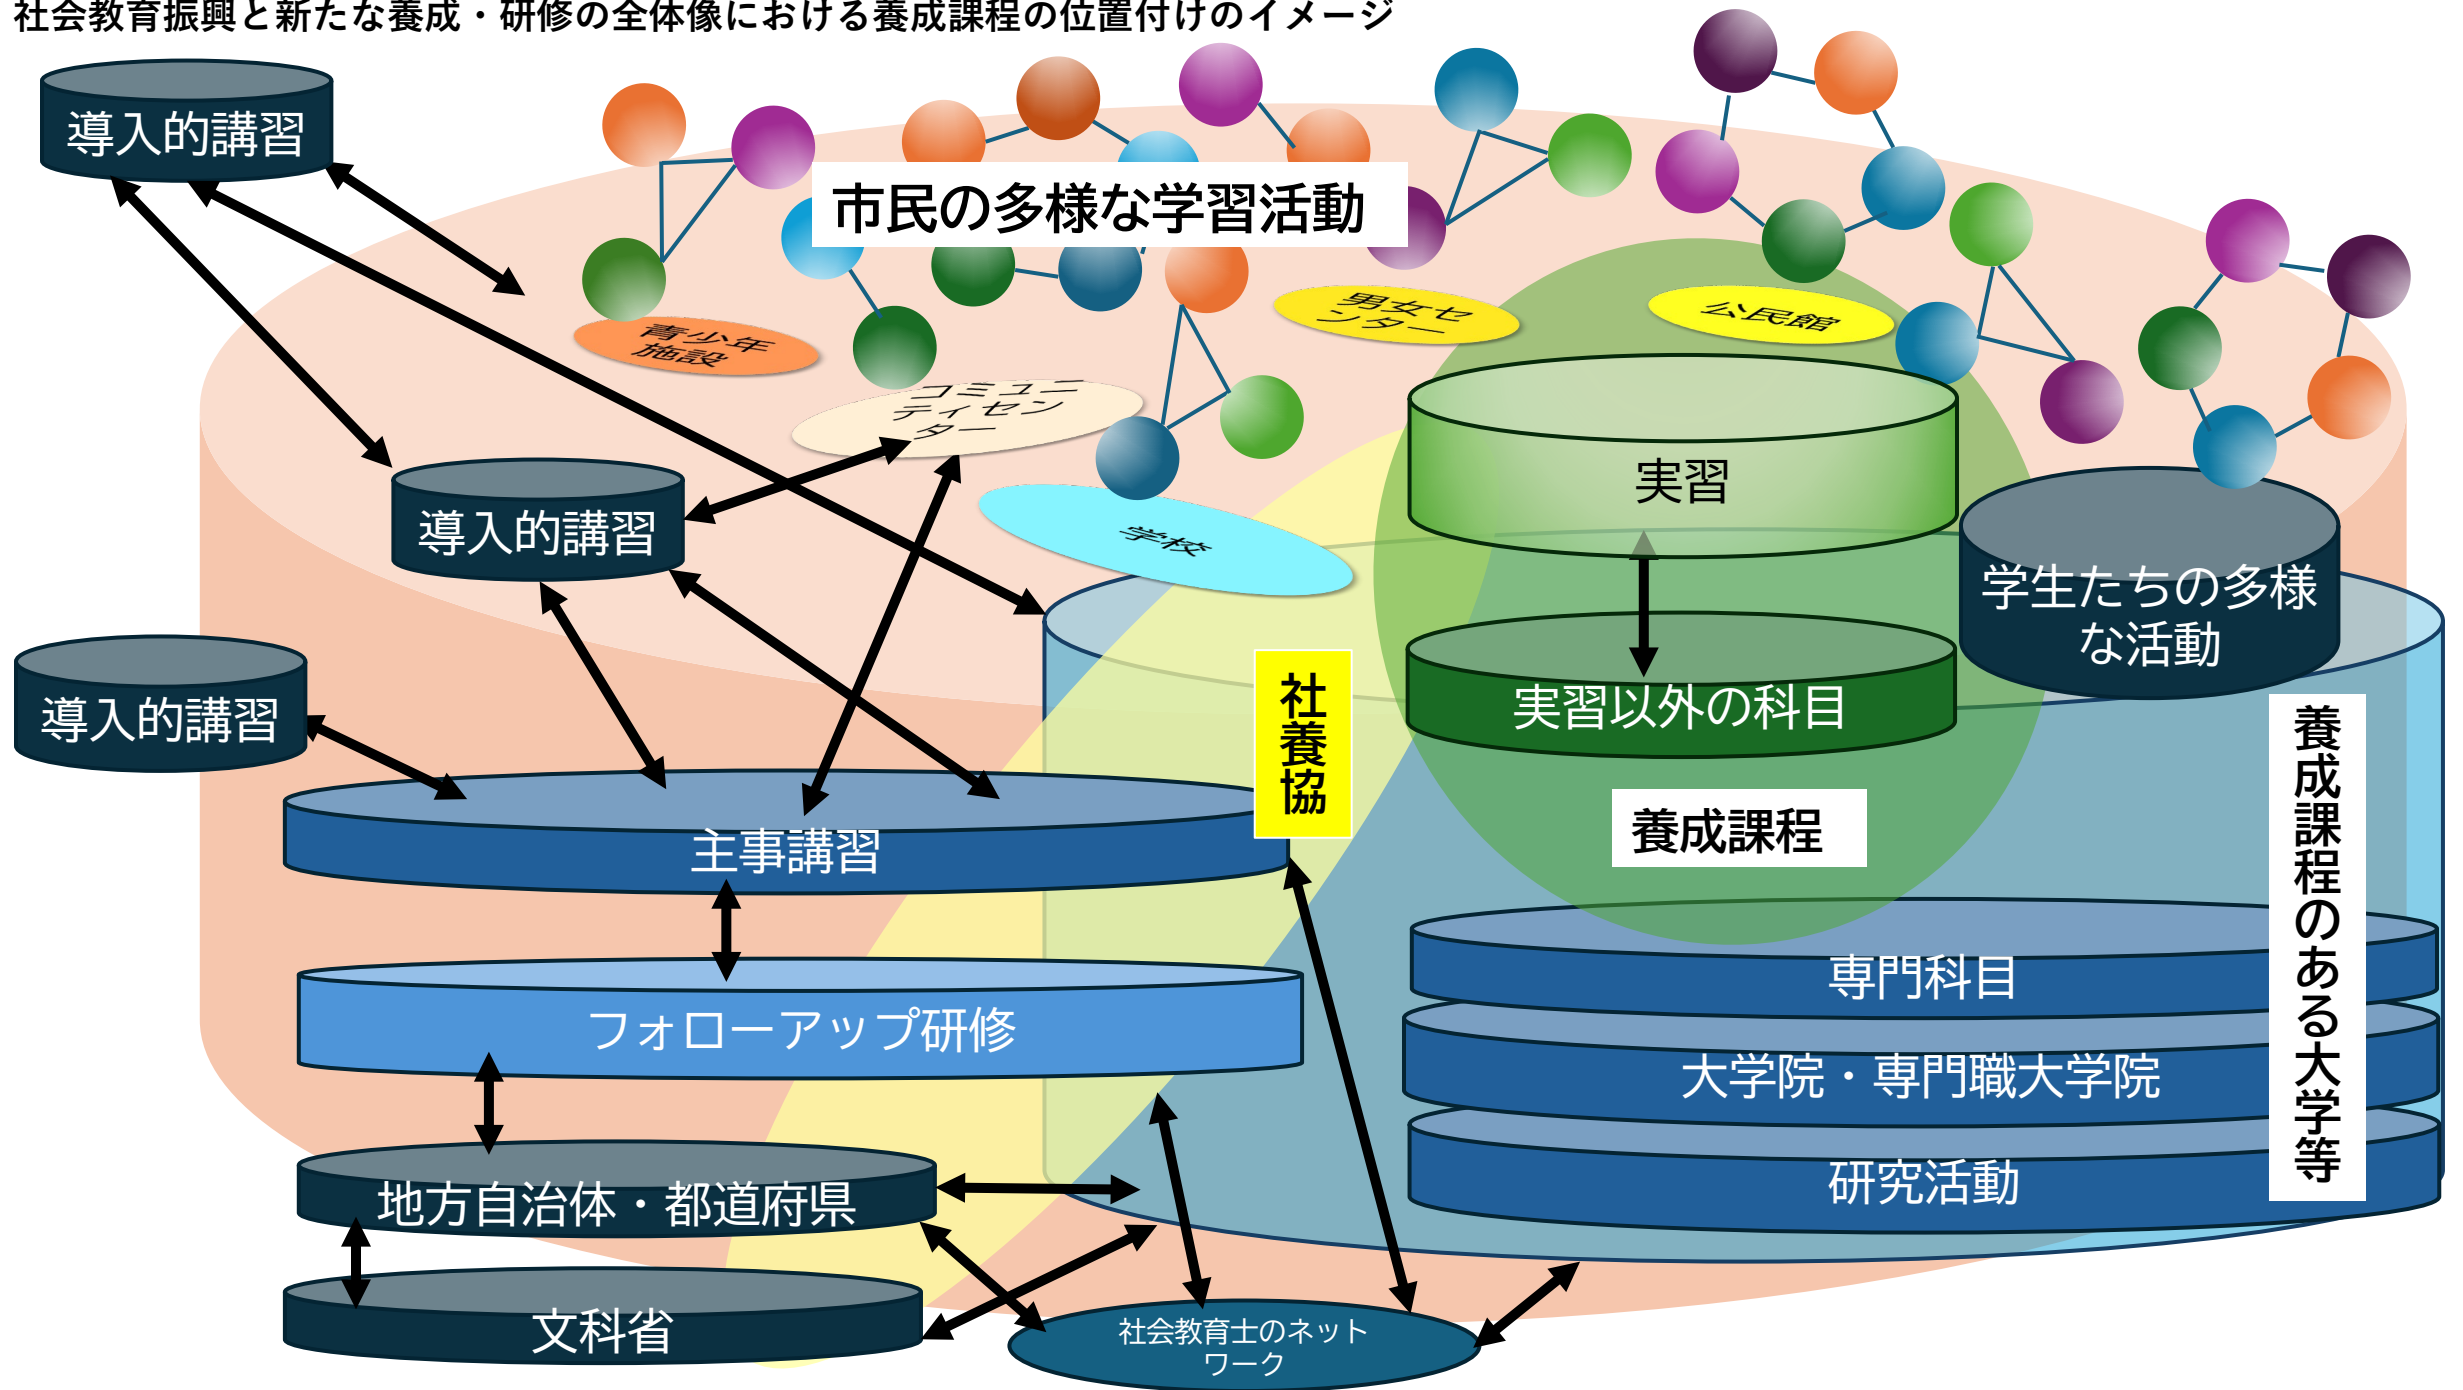 社会教育振興と新たな養成・研修の全体像における養成課程の位置付けのイメージ
導入的講習
市民の多様な学習活動
青少年
施設
男女セ
ンター
公民館
コミュニ
ティセン
ター
導入的講習
学校
実習
学生たちの多様
な活動
導入的講習
社養協
実習以外の科目
養成課程
養成課程のある大学等
主事講習
専門科目
フォローアップ研修
大学院・専門職大学院
研究活動
地方自治体・都道府県
文科省
社会教育士のネット
ワーク